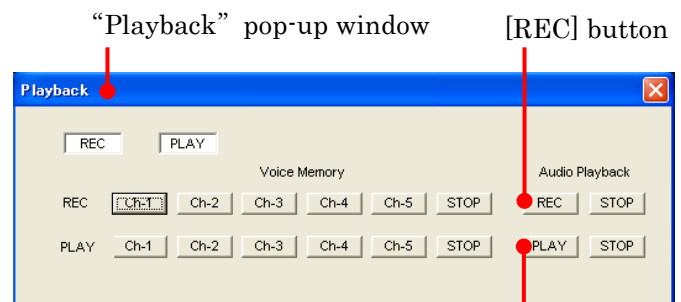 “Playback” pop-up window [REC] button
Playback
REC PLAY
Voice Memory Audio Playback
REC Ch-1 Ch-2 Ch-3 Ch-4 Ch-5 STOP REC STOP
PLAY Ch-1 Ch-2 Ch-3 Ch-4 Ch-5 STOP PLAY STOP